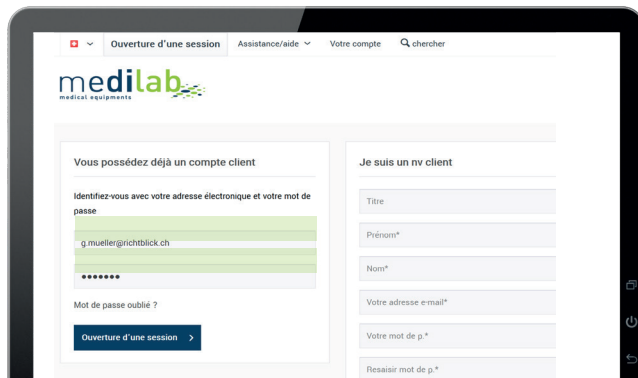 Ouverture d'une session
Assistance/aide
Votre compte
chercher
medilab
medical equipments
Vous possédez déjà un compte client
Identifiez-vous avec votre adresse électronique et votre mot de
passe
g.mueller@richtblick.ch
•••••••
Mot de passe oublié ?
Ouverture d'une session
Je suis un nv client
Titre
Prénom*
Nom*
Votre adresse e-mail*
Votre mot de p.*
Resaisir mot de p.*